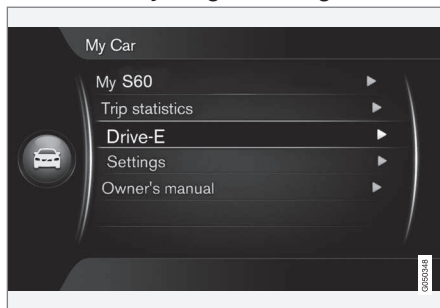 My Car
My S60
Trip statistics
Drive-E
Settings
Owner's manual
G050348